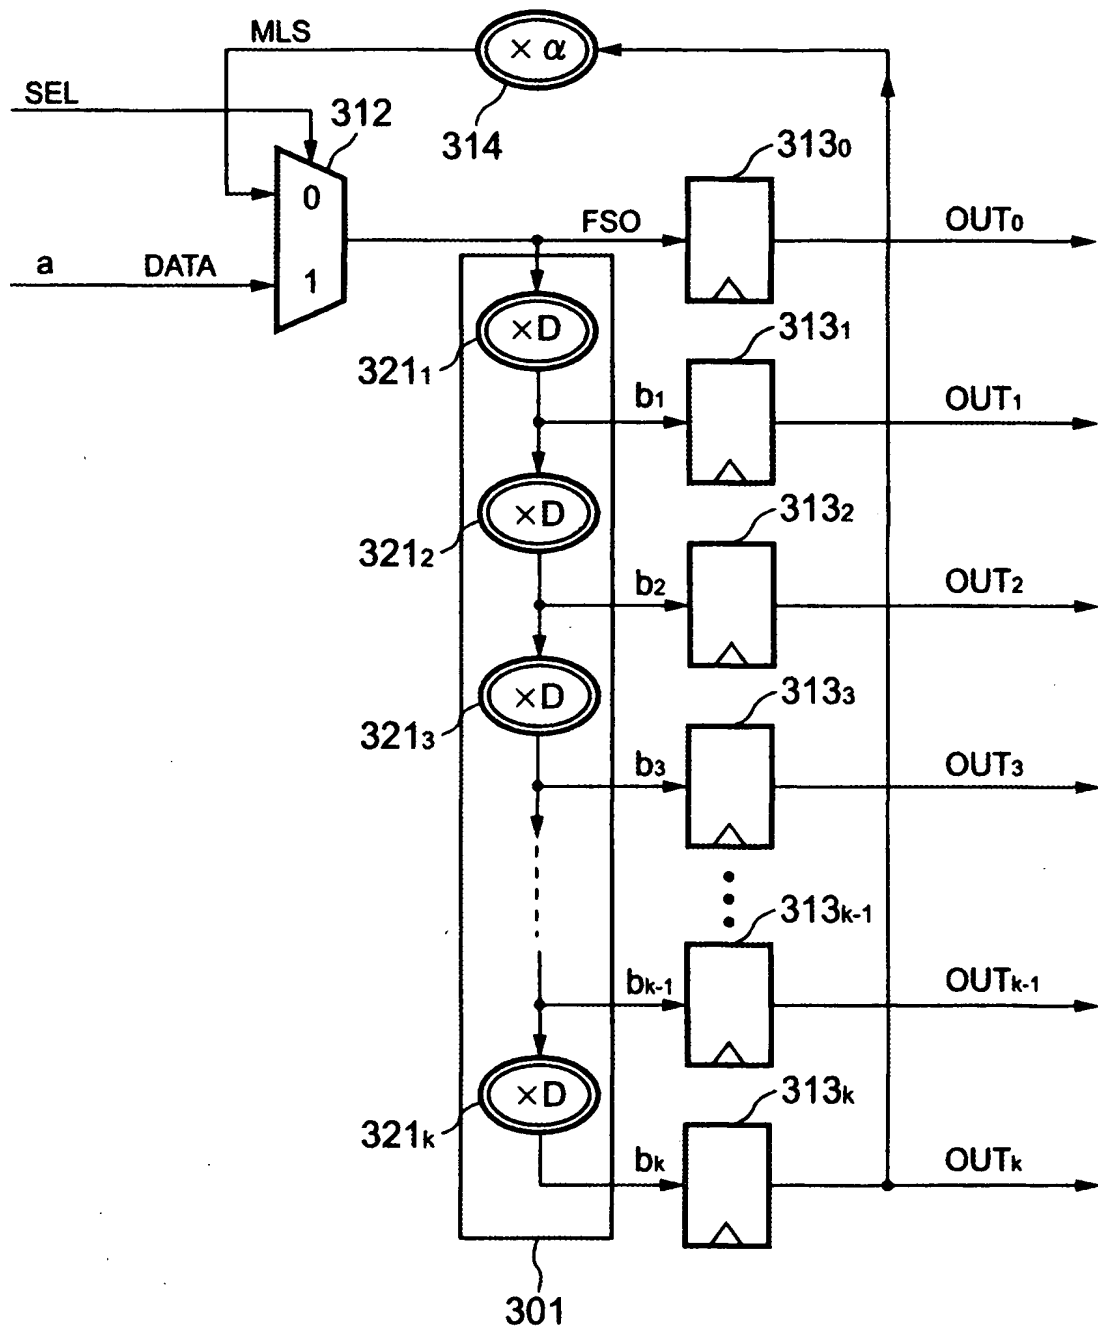 MLS
× α
SEL
312
314
313₀
0
FSO
OUT₀
a
DATA
1
×D
313₁
321₁
b₁
OUT₁
×D
313₂
321₂
b₂
OUT₂
×D
313₃
321₃
b₃
OUT₃
313k-1
bk-1
OUTk-1
×D
313k
321k
bk
OUTk
301